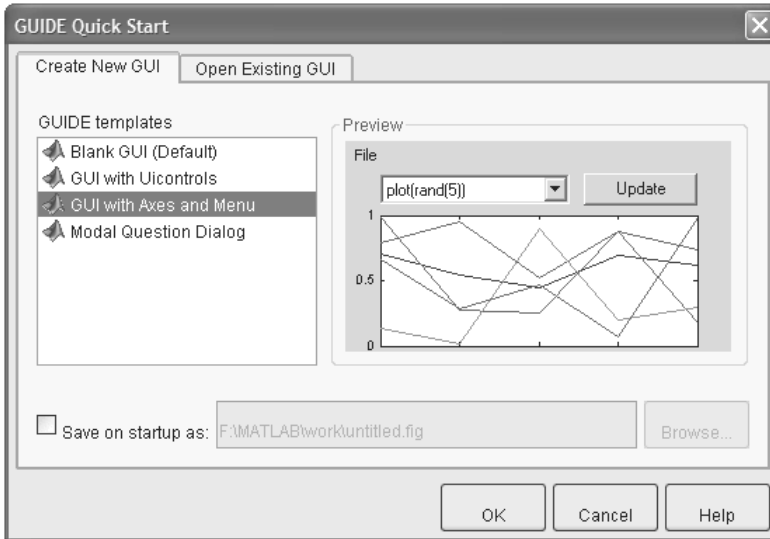 GUIDE Quick Start
Create New GUI
Open Existing GUI
GUIDE templates
Blank GUI (Default)
GUI with Uicontrols
GUI with Axes and Menu
Modal Question Dialog
Preview
File
plot(rand(5))
Update
1
0.5
0
Save on startup as:
F:\MATLAB\work\untitled.fig
Browse...
OK
Cancel
Help